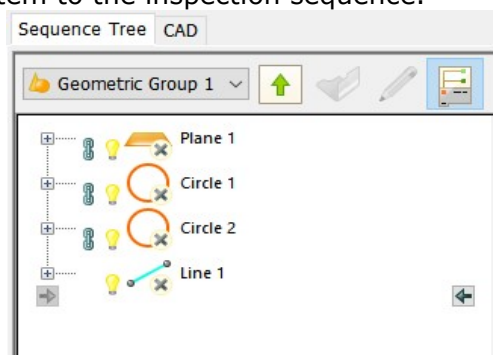 tem to the inspection sequence.
Sequence Tree CAD
Geometric Group 1
Plane 1
Circle 1
Circle 2
Line 1